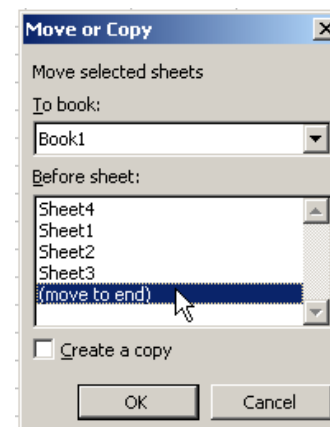 Move or Copy
Move selected sheets
To book:
Book1
Before sheet:
Sheet4
Sheet1
Sheet2
Sheet3
(move to end)
Create a copy
OK Cancel